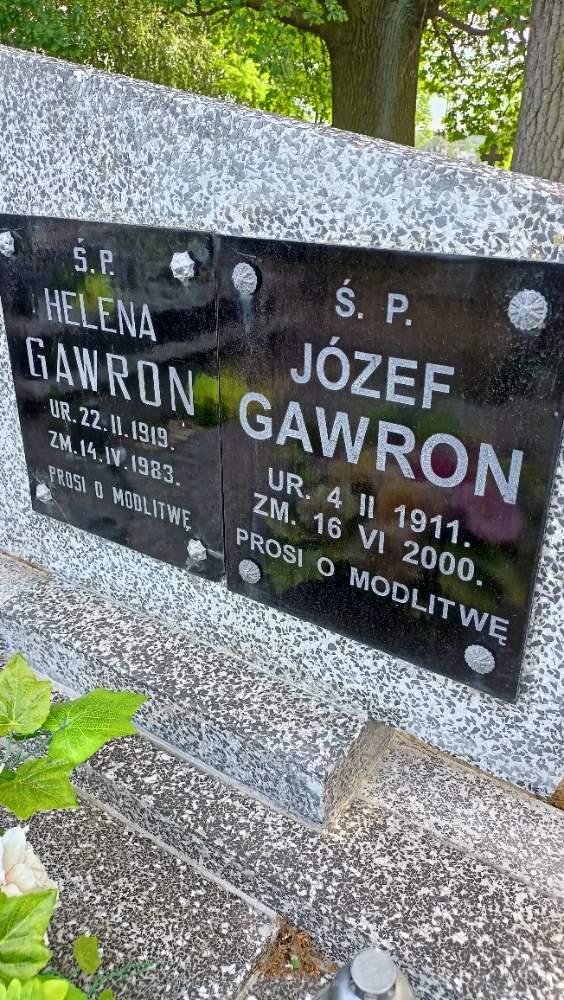 Ś.P.
HELENA
GAWRON
UR.22.II.1919.
ZM.14.IV.1983.
PROSI O MODLITWĘ
Ś. P.
JÓZEF
GAWRON
UR. 4 II 1911.
ZM. 16 VI 2000.
PROSI O MODLITWĘ